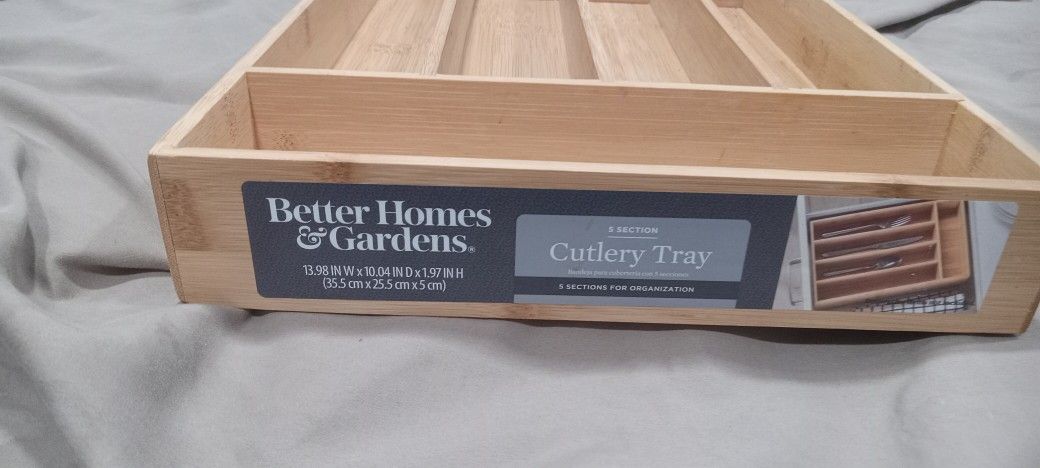 Better Homes
& Gardens®
13.98 IN W x 10.04 IN D x 1.97 IN H
(35.5 cm x 25.5 cm x 5 cm)
5 SECTION
Cutlery Tray
Bandeja para cubertería con 5 secciones
5 SECTIONS FOR ORGANIZATION